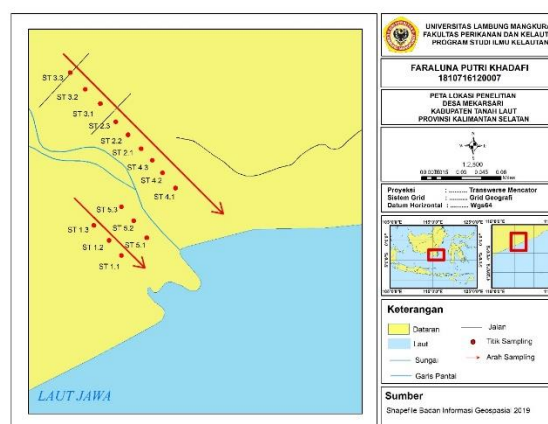 ST 3.3
ST 3.2
ST 3.1
ST 2.3
ST 2.2
ST 2.1
ST 4.3
ST 4.2
ST 4.1
ST 5.3
ST 1.3
ST 5.2
ST 1.2
ST 5.1
ST 1.1
LAUT JAWA
UNIVERSITAS LAMBUNG MANGKURA
FAKULTAS PERIKANAN DAN KELAUTA
PROGRAM STUDI ILMU KELAUTAN
FARALUNA PUTRI KHADAFI
1810716120007
PETA LOKASI PENELITIAN
DESA MEKARSARI
KABUPATEN TANAH LAUT
PROVINSI KALIMANTAN SELATAN
1:2,500
Proyeksi : ........... Transverse Mercator
Sistem Grid : ........... Grid Geografi
Datum Horizontal : ........... Wgs64
Keterangan
Dataran
Laut
Sungai
Garis Pantai
Jalan
Titik Sampling
Arah Sampling
Sumber
Shapefile Badan Informasi Geospasial 2019